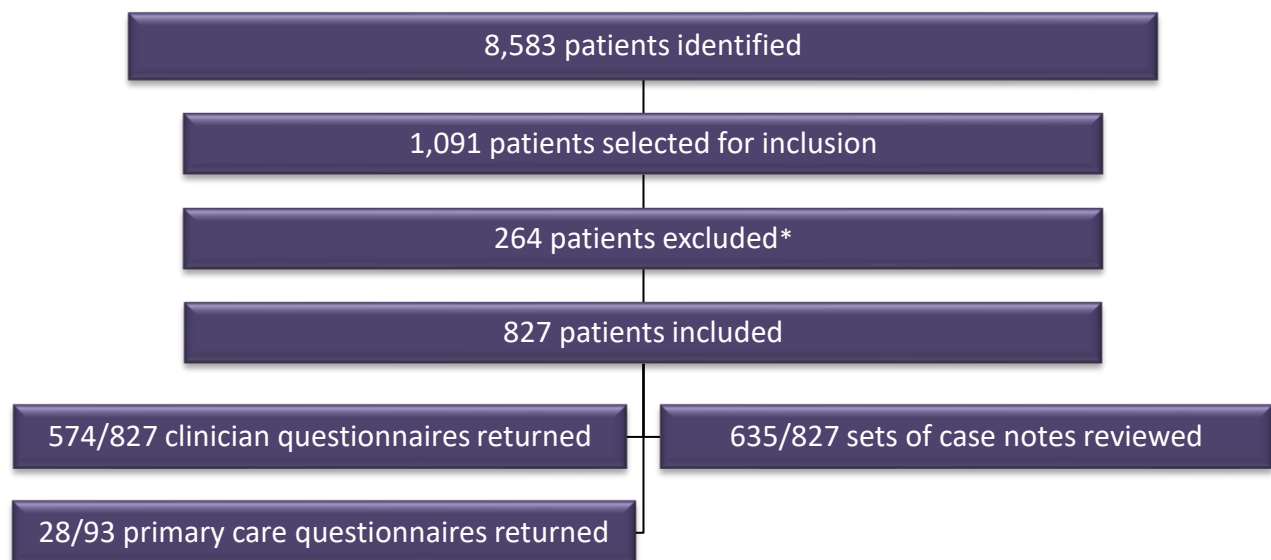 8,583 patients identified
1,091 patients selected for inclusion
264 patients excluded*
827 patients included
574/827 clinician questionnaires returned
635/827 sets of case notes reviewed
28/93 primary care questionnaires returned